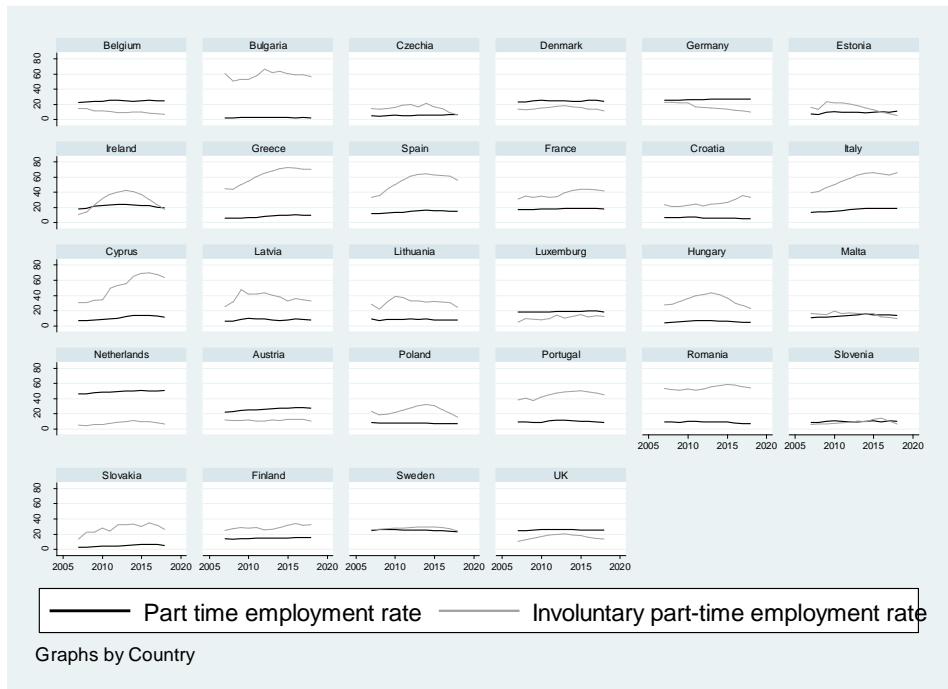 Belgium Bulgaria Czechia Denmark Germany Estonia
0 20 40 60 80
Ireland Greece Spain France Croatia Italy
0 20 40 60 80
Cyprus Latvia Lithuania Luxemburg Hungary Malta
0 20 40 60 80
Netherlands Austria Poland Portugal Romania Slovenia
0 20 40 60 80
2005 2010 2015 2020 2005 2010 2015 2020
Slovakia Finland Sweden UK
0 20 40 60 80
2005 2010 2015 2020 2005 2010 2015 2020 2005 2010 2015 2020 2005 2010 2015 2020
Part time employment rate Involuntary part-time employment rate
Graphs by Country